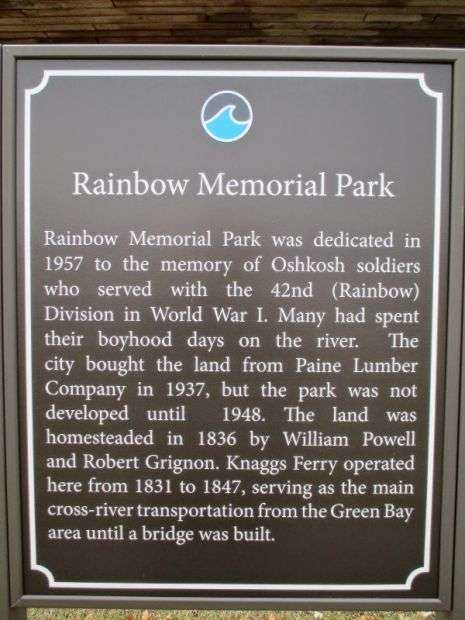 Rainbow Memorial Park
Rainbow Memorial Park was dedicated in
1957 to the memory of Oshkosh soldiers
who served with the 42nd (Rainbow)
Division in World War I. Many had spent
their boyhood days on the river. The
city bought the land from Paine Lumber
Company in 1937, but the park was not
developed until 1948. The land was
homesteaded in 1836 by William Powell
and Robert Grignon. Knaggs Ferry operated
here from 1831 to 1847, serving as the main
cross-river transportation from the Green Bay
area until a bridge was built.